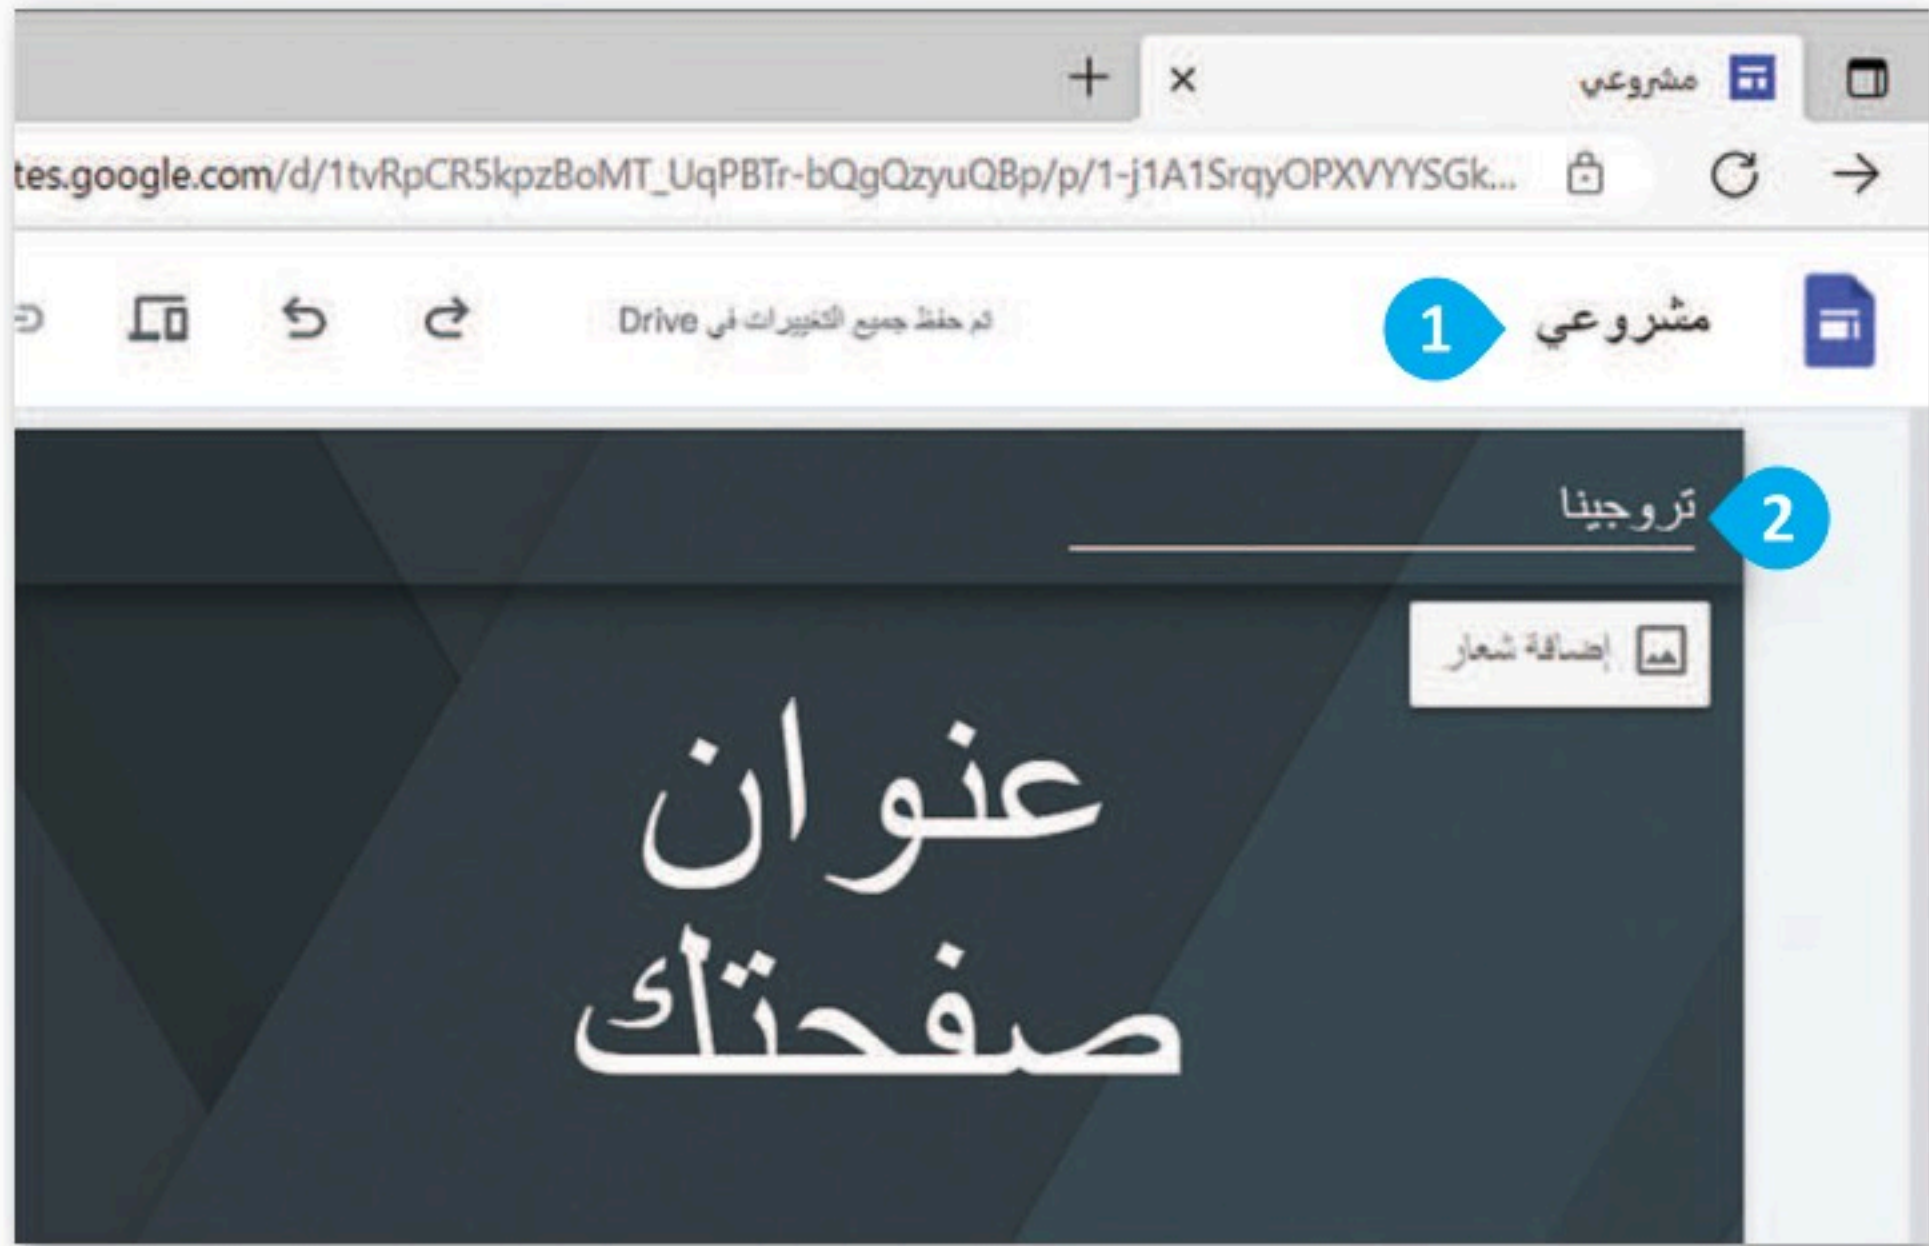 مشروعي
tes.google.com/d/1tvRpCR5kpzBoMT_UqPBTr-bQgQzyuQBp/p/1-j1A1SrqyOPXVYYSGk...
مشروعي 1 تم حفظ جميع التغييرات في Drive
2 تروجينا
إضافة شعار
عنوان
صفحتك